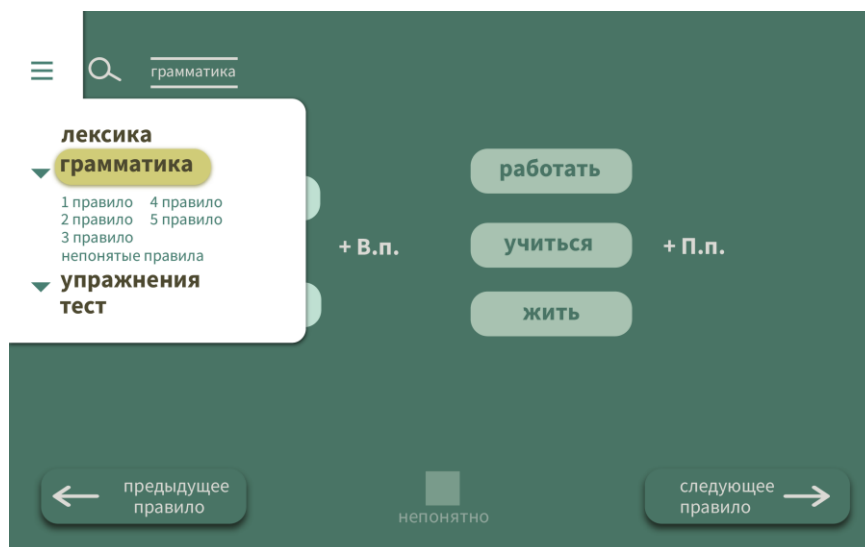 грамматика
лексика
грамматика
1 правило 4 правило
2 правило 5 правило
3 правило
непонятые правила
упражнения
тест
+ В.п.
работать
учиться
жить
+ П.п.
предыдущее
правило
непонятно
следующее
правило